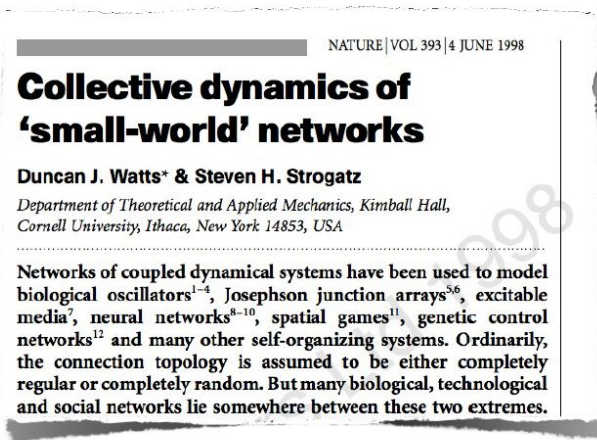 NATURE|VOL 393|4 JUNE 1998
Collective dynamics of
‘small-world’ networks
Duncan J. Watts* & Steven H. Strogatz
Department of Theoretical and Applied Mechanics, Kimball Hall,
Cornell University, Ithaca, New York 14853, USA
Networks of coupled dynamical systems have been used to model
biological oscillators¹⁻⁴, Josephson junction arrays⁵,⁶, excitable
media⁷, neural networks⁸⁻¹⁰, spatial games¹¹, genetic control
networks¹² and many other self-organizing systems. Ordinarily,
the connection topology is assumed to be either completely
regular or completely random. But many biological, technological
and social networks lie somewhere between these two extremes.
Ltd 1998